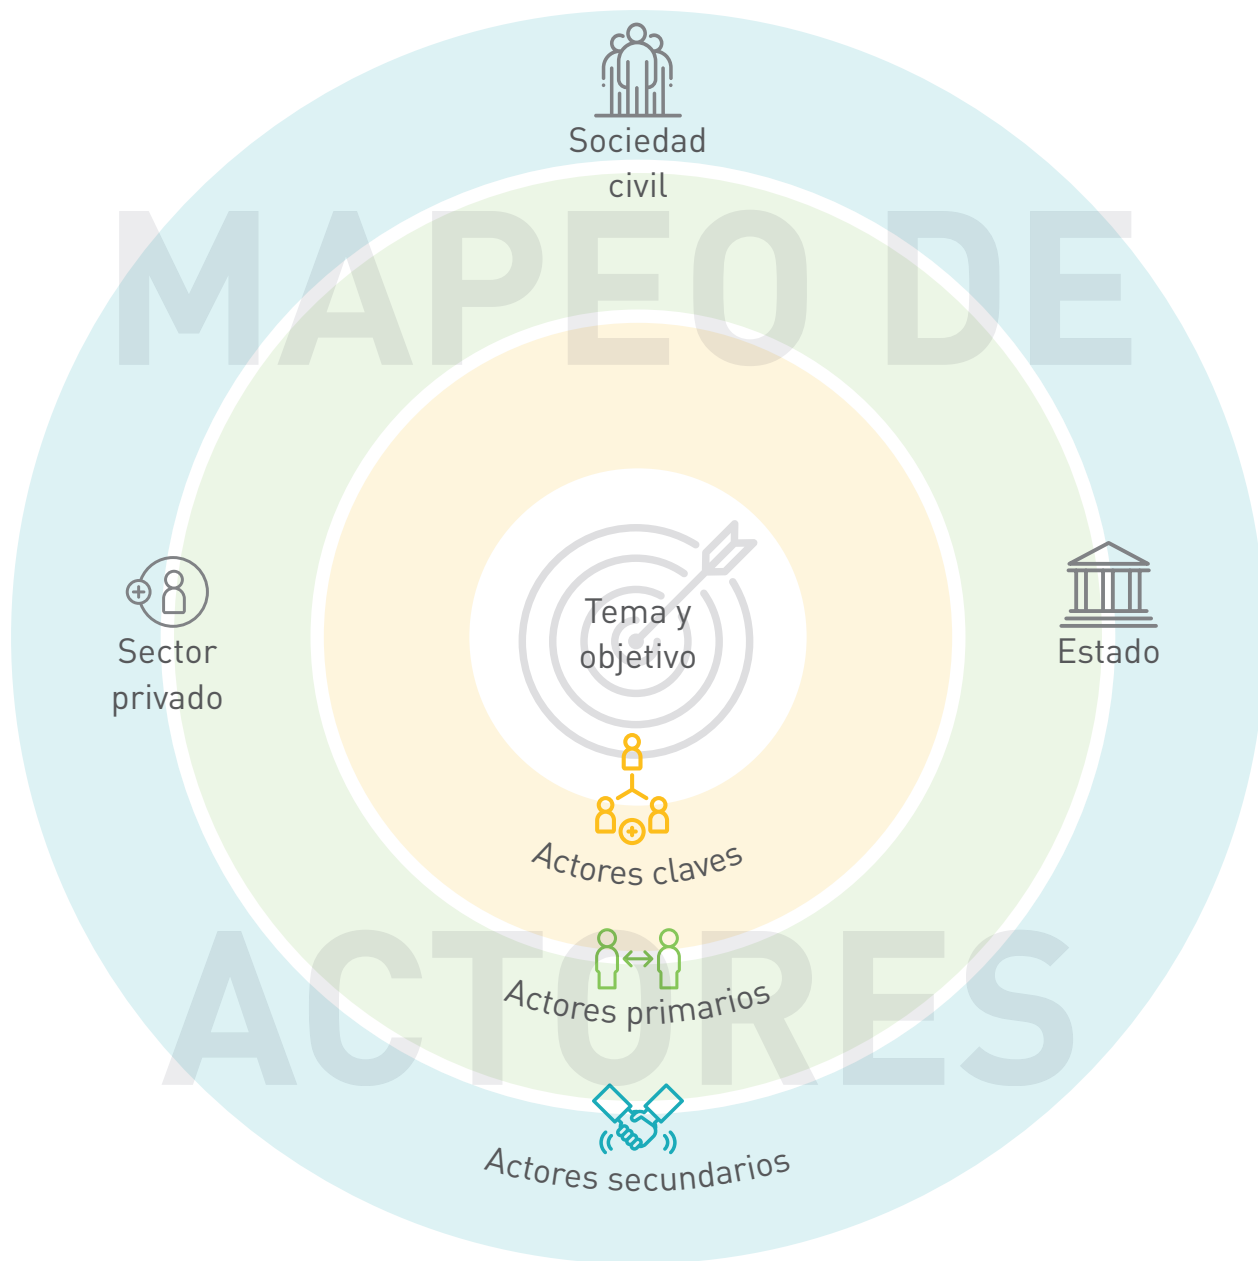 Sociedad
civil
MAPEO DE
Sector
privado
Tema y
objetivo
Estado
Actores claves
ACTORES
Actores primarios
Actores secundarios